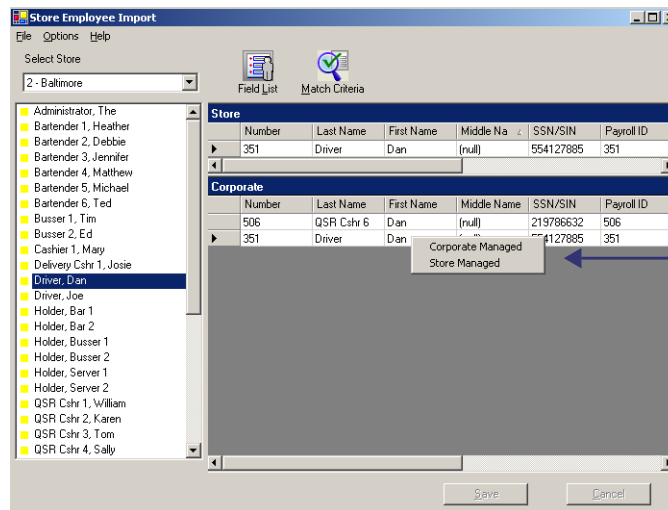 Store Employee Import
File Options Help
Select Store
2 - Baltimore
Field List
Match Criteria
Administrator, The
Bartender 1, Heather
Bartender 2, Debbie
Bartender 3, Jennifer
Bartender 4, Matthew
Bartender 5, Michael
Bartender 6, Ted
Busser 1, Tim
Busser 2, Ed
Cashier 1, Mary
Delivery Cshr 1, Josie
Driver, Dan
Driver, Joe
Holder, Bar 1
Holder, Bar 2
Holder, Busser 1
Holder, Busser 2
Holder, Server 1
Holder, Server 2
QSR Cshr 1, William
QSR Cshr 2, Karen
QSR Cshr 3, Tom
QSR Cshr 4, Sally
Store
Number Last Name First Name Middle Na SSN/SIN Payroll ID
351 Driver Dan (null) 554127885 351
Corporate
Number Last Name First Name Middle Name SSN/SIN Payroll ID
506 QSR Cshr 6 Dan (null) 219786632 506
351 Driver Dan 554127885 351
Corporate Managed
Store Managed
Save Cancel